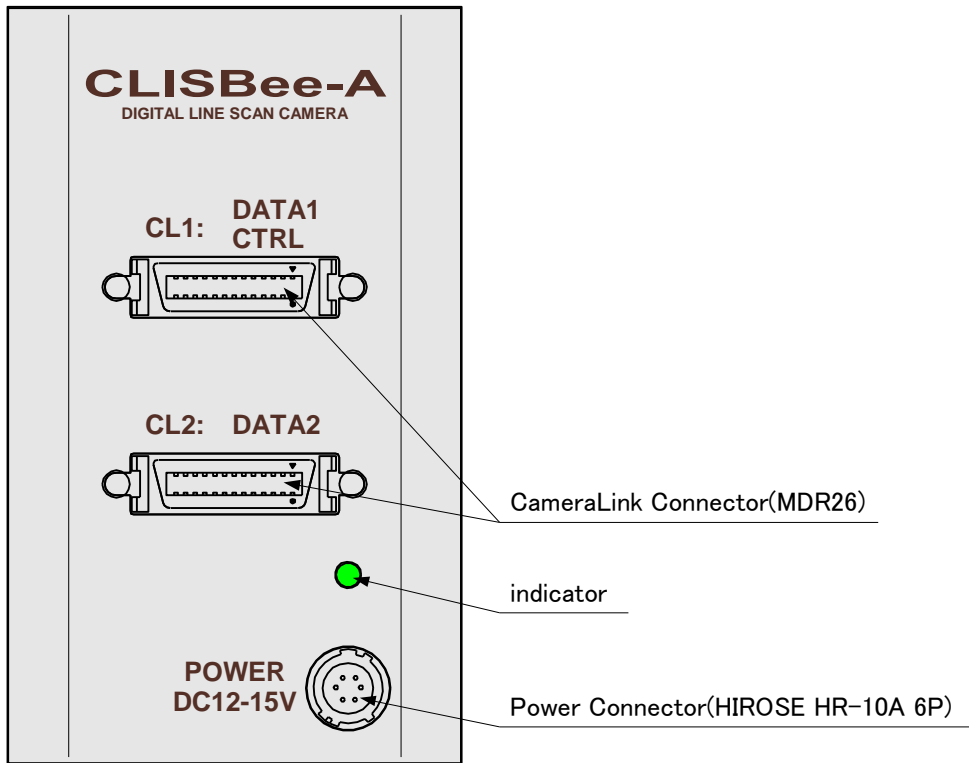 CLISBee-A
DIGITAL LINE SCAN CAMERA
CL1: DATA1
CTRL
CL2: DATA2
CameraLink Connector(MDR26)
indicator
POWER
DC12-15V
Power Connector(HIROSE HR-10A 6P)